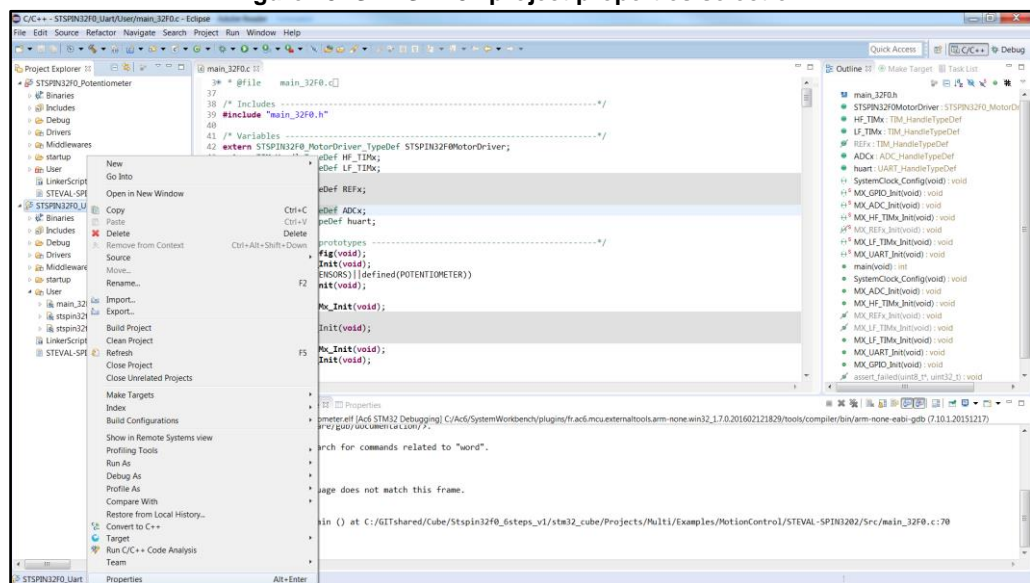 C/C++ - STSPIN32F0_Uart/User/main_32F0.c - Eclipse
File Edit Source Refactor Navigate Search Project Run Window Help
Quick Access
C/C++
Debug
Project Explorer
STSPIN32F0_Potentiometer
Binaries
Includes
Debug
Drivers
Middlewares
startup
User
LinkerScript
STEVAL-SPI
STSPIN32F0_U
Binaries
Includes
Debug
Drivers
Middleware
startup
User
main_32
stspin32
stspin32
LinkerScript
STEVAL-SPI
New
Go Into
Open in New Window
Copy Ctrl+C
Paste Ctrl+V
Delete Delete
Remove from Context Ctrl+Alt+Shift+Down
Source
Move...
Rename... F2
Import...
Export...
Build Project
Clean Project
Refresh F5
Close Project
Close Unrelated Projects
Make Targets
Index
Build Configurations
Show in Remote Systems view
Profiling Tools
Run As
Debug As
Profile As
Compare With
Restore from Local History...
Convert to C++
Target
Run C/C++ Code Analysis
Team
Properties Alt+Enter
main_32F0.c
3* * @file main_32F0.c
37
38 /* Includes ------------------------------------------------------------------*/
39 #include "main_32F0.h"
40
41 /* Variables -----------------------------------------------------------------*/
42 extern STSPIN32F0_MotorDriver_TypeDef STSPIN32F0MotorDriver;
eDef HF_TIMx;
eDef LF_TIMx;
eDef REFx;
eDef ADCx;
peDef huart;
prototypes -----------------------------------------------*/
fig(void);
Init(void);
ENSORS)||defined(POTENTIOMETER))
nit(void);
Mx_Init(void);
Init(void);
Mx_Init(void);
Init(void);
Outline Make Target Task List
main_32F0.h
STSPIN32F0MotorDriver : STSPIN32F0_MotorDr
HF_TIMx : TIM_HandleTypeDef
LF_TIMx : TIM_HandleTypeDef
REFx : TIM_HandleTypeDef
ADCx : ADC_HandleTypeDef
huart : UART_HandleTypeDef
SystemClock_Config(void) : void
MX_GPIO_Init(void) : void
MX_ADC_Init(void) : void
MX_HF_TIMx_Init(void) : void
MX_REFx_Init(void) : void
MX_LF_TIMx_Init(void) : void
MX_UART_Init(void) : void
main(void) : int
SystemClock_Config(void) : void
MX_ADC_Init(void) : void
MX_HF_TIMx_Init(void) : void
MX_REFx_Init(void) : void
MX_LF_TIMx_Init(void) : void
MX_LF_TIMx_Init(void) : void
MX_UART_Init(void) : void
MX_GPIO_Init(void) : void
assert_failed(uint8_t*, uint32_t) : void
Properties
ometer.elf [Ac6 STM32 Debugging] C:/Ac6/SystemWorkbench/plugins/fr.ac6.mcu.externaltools.arm-none.win32_1.7.0.201602121829/tools/compiler/bin/arm-none-eabi-gdb (7.10.1.20151217)
are/gdb/documentation/>.
arch for commands related to "word".
uage does not match this frame.
ain () at C:/GITshared/Cube/Stspin32f0_6steps_v1/stm32_cube/Projects/Multi/Examples/MotionControl/STEVAL-SPIN3202/Src/main_32F0.c:70
STSPIN32F0_Uart